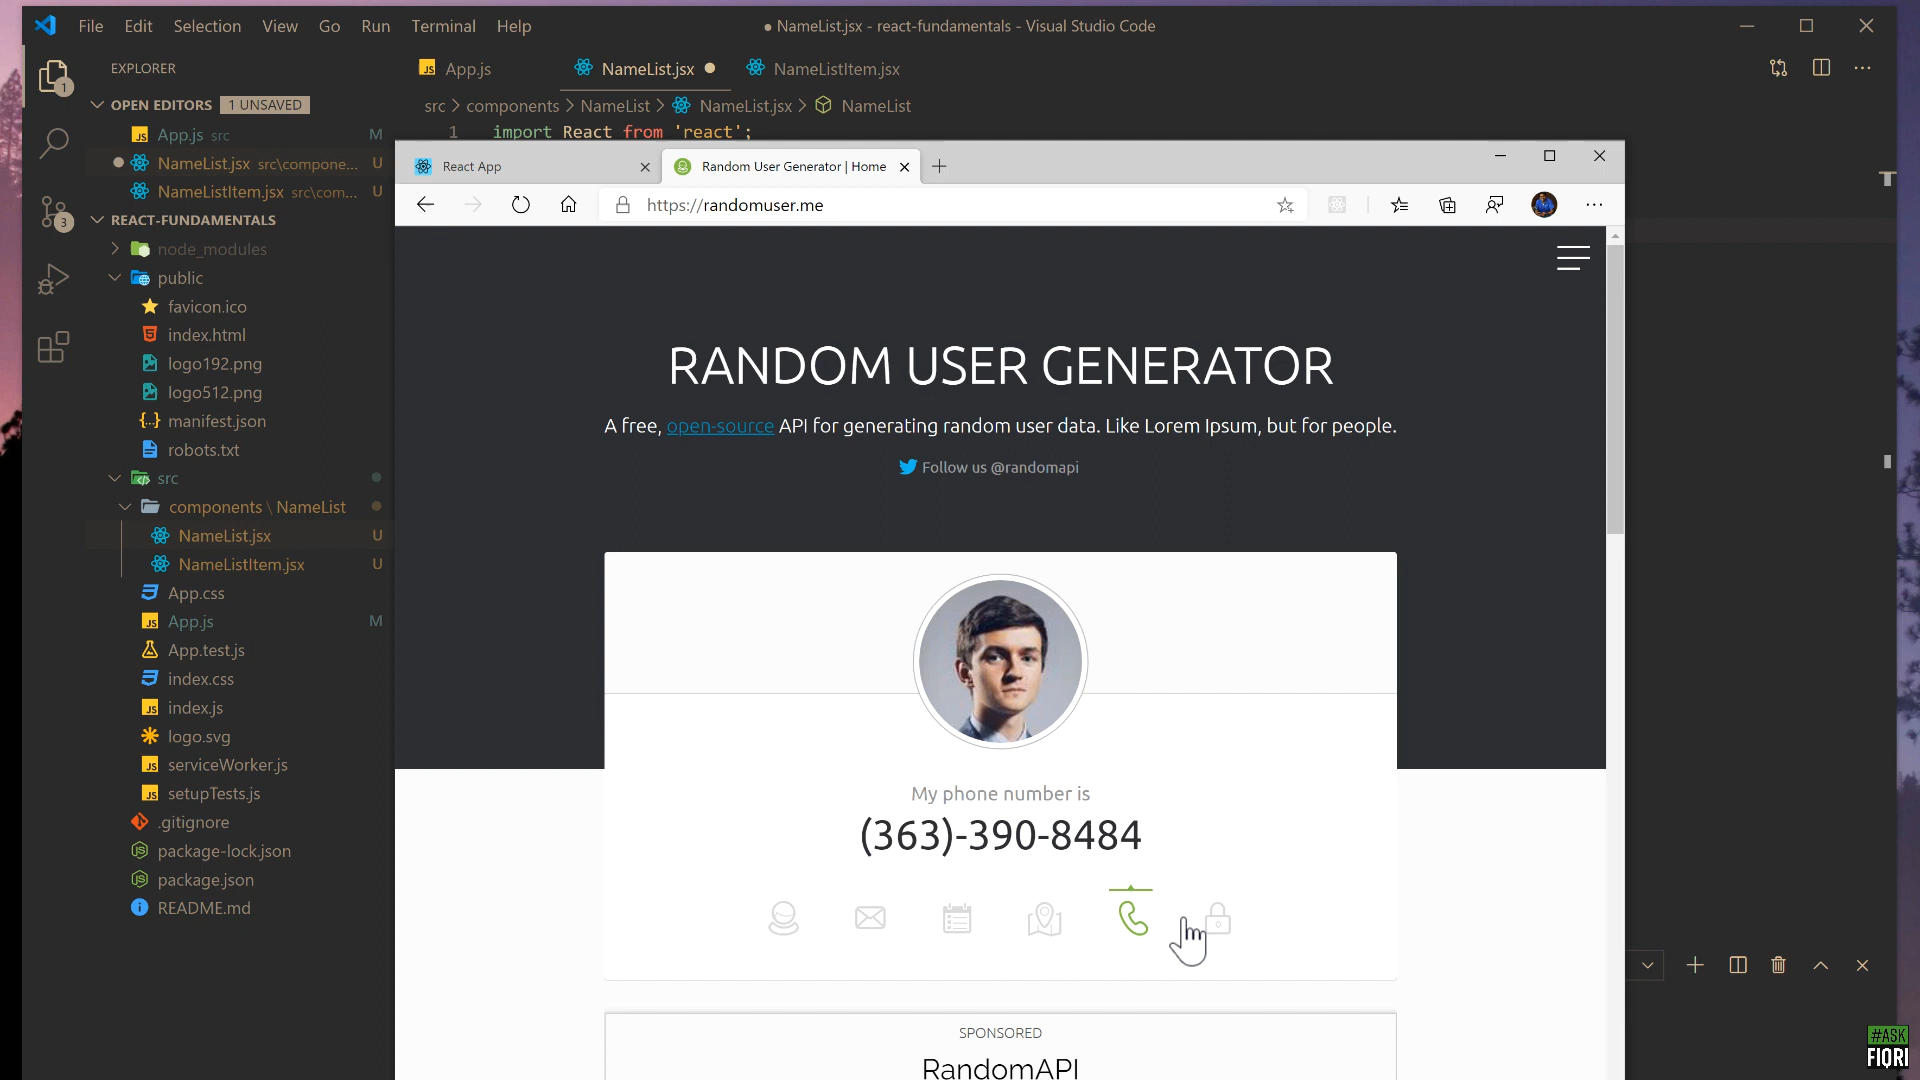 File Edit Selection View Go Run Terminal Help
● NameList.jsx - react-fundamentals - Visual Studio Code
EXPLORER
OPEN EDITORS 1 UNSAVED
App.js src M
NameList.jsx src\compone... U
NameListItem.jsx src\com... U
REACT-FUNDAMENTALS
node_modules
public
favicon.ico
index.html
logo192.png
logo512.png
manifest.json
robots.txt
src
components \ NameList
NameList.jsx U
NameListItem.jsx U
App.css
App.js M
App.test.js
index.css
index.js
logo.svg
serviceWorker.js
setupTests.js
.gitignore
package-lock.json
package.json
README.md
1
3
App.js NameList.jsx NameListItem.jsx
src > components > NameList > NameList.jsx > NameList
1 import React from 'react';
React App
Random User Generator | Home
https://randomuser.me
RANDOM USER GENERATOR
A free, open-source API for generating random user data. Like Lorem Ipsum, but for people.
Follow us @randomapi
My phone number is
(363)-390-8484
SPONSORED
RandomAPI
#ASK
FIQRI